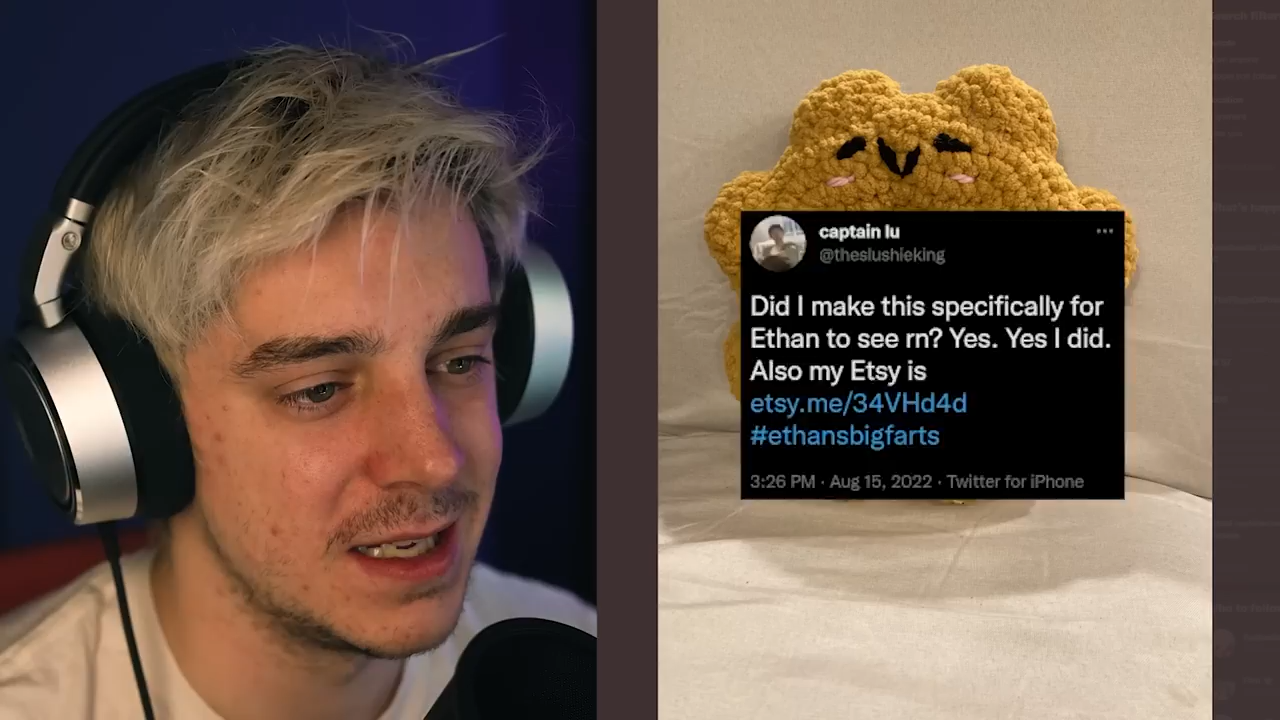 captain lu
@theslushieking
Did I make this specifically for
Ethan to see rn? Yes. Yes I did.
Also my Etsy is
etsy.me/34VHd4d
#ethansbigfarts
3:26 PM · Aug 15, 2022 · Twitter for iPhone